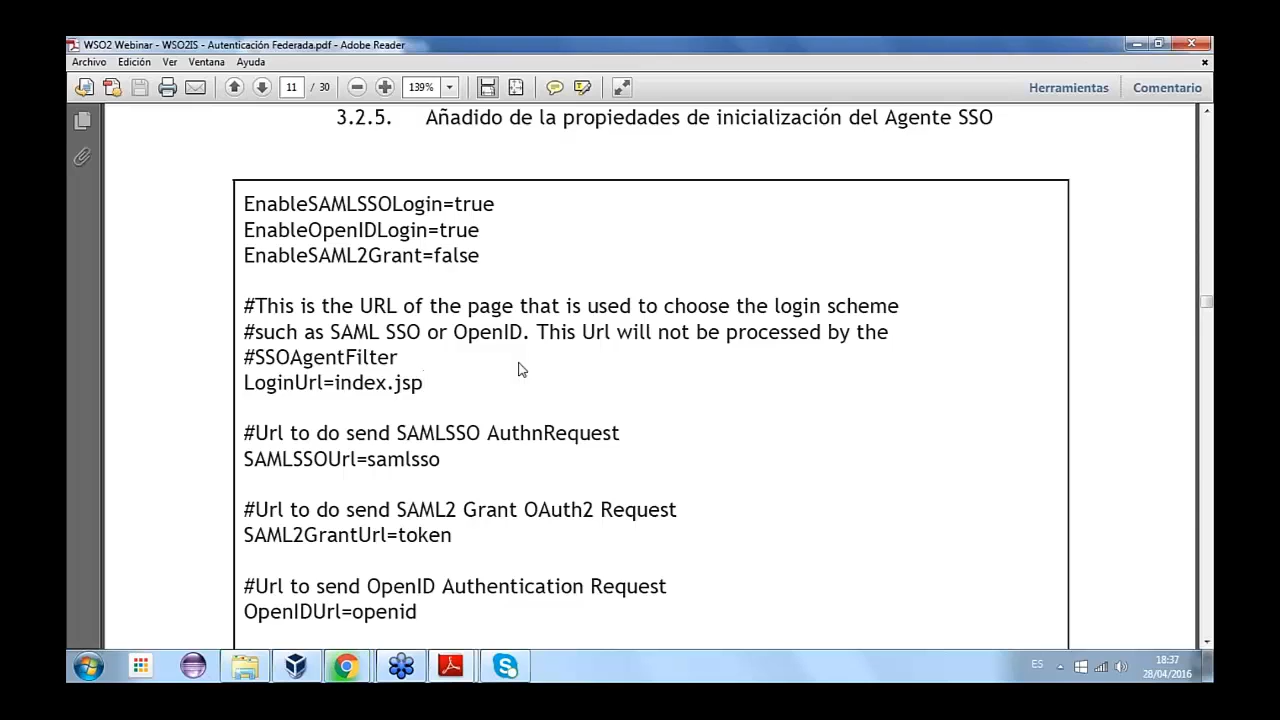 WSO2 Webinar - WSO2IS - Autenticación Federada.pdf - Adobe Reader
Archivo Edición Ver Ventana Ayuda
11 / 30 139% Herramientas Comentario
3.2.5. Añadido de la propiedades de inicialización del Agente SSO
EnableSAMLSSOLogin=true
EnableOpenIDLogin=true
EnableSAML2Grant=false
#This is the URL of the page that is used to choose the login scheme
#such as SAML SSO or OpenID. This Url will not be processed by the
#SSOAgentFilter
LoginUrl=index.jsp
#Url to do send SAMLSSO AuthnRequest
SAMLSSOUrl=samlsso
#Url to do send SAML2 Grant OAuth2 Request
SAML2GrantUrl=token
#Url to send OpenID Authentication Request
OpenIDUrl=openid
ES 18:37
28/04/2016